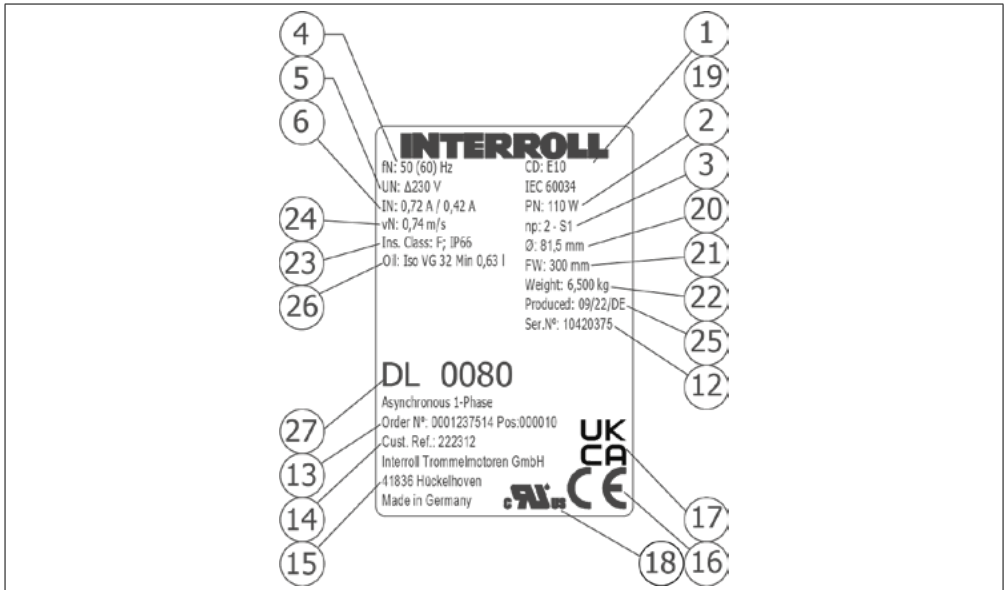 4
5
6
24
23
26
27
13
14
15
INTERROLL
fN: 50 (60) Hz
UN: Δ230 V
IN: 0,72 A / 0,42 A
vN: 0,74 m/s
Ins. Class: F; IP66
Oil: Iso VG 32 Min 0,63 l
CD: E10
IEC 60034
PN: 110 W
np: 2 - S1
Ø: 81,5 mm
FW: 300 mm
Weight: 6,500 kg
Produced: 09/22/DE
Ser.Nº: 10420375
DL 0080
Asynchronous 1-Phase
Order Nº: 0001237514 Pos:000010
Cust. Ref.: 222312
Interroll Trommelmotoren GmbH
41836 Hückelhoven
Made in Germany
UK
CA
c RU us CE
1
19
2
3
20
21
22
25
12
17
16
18